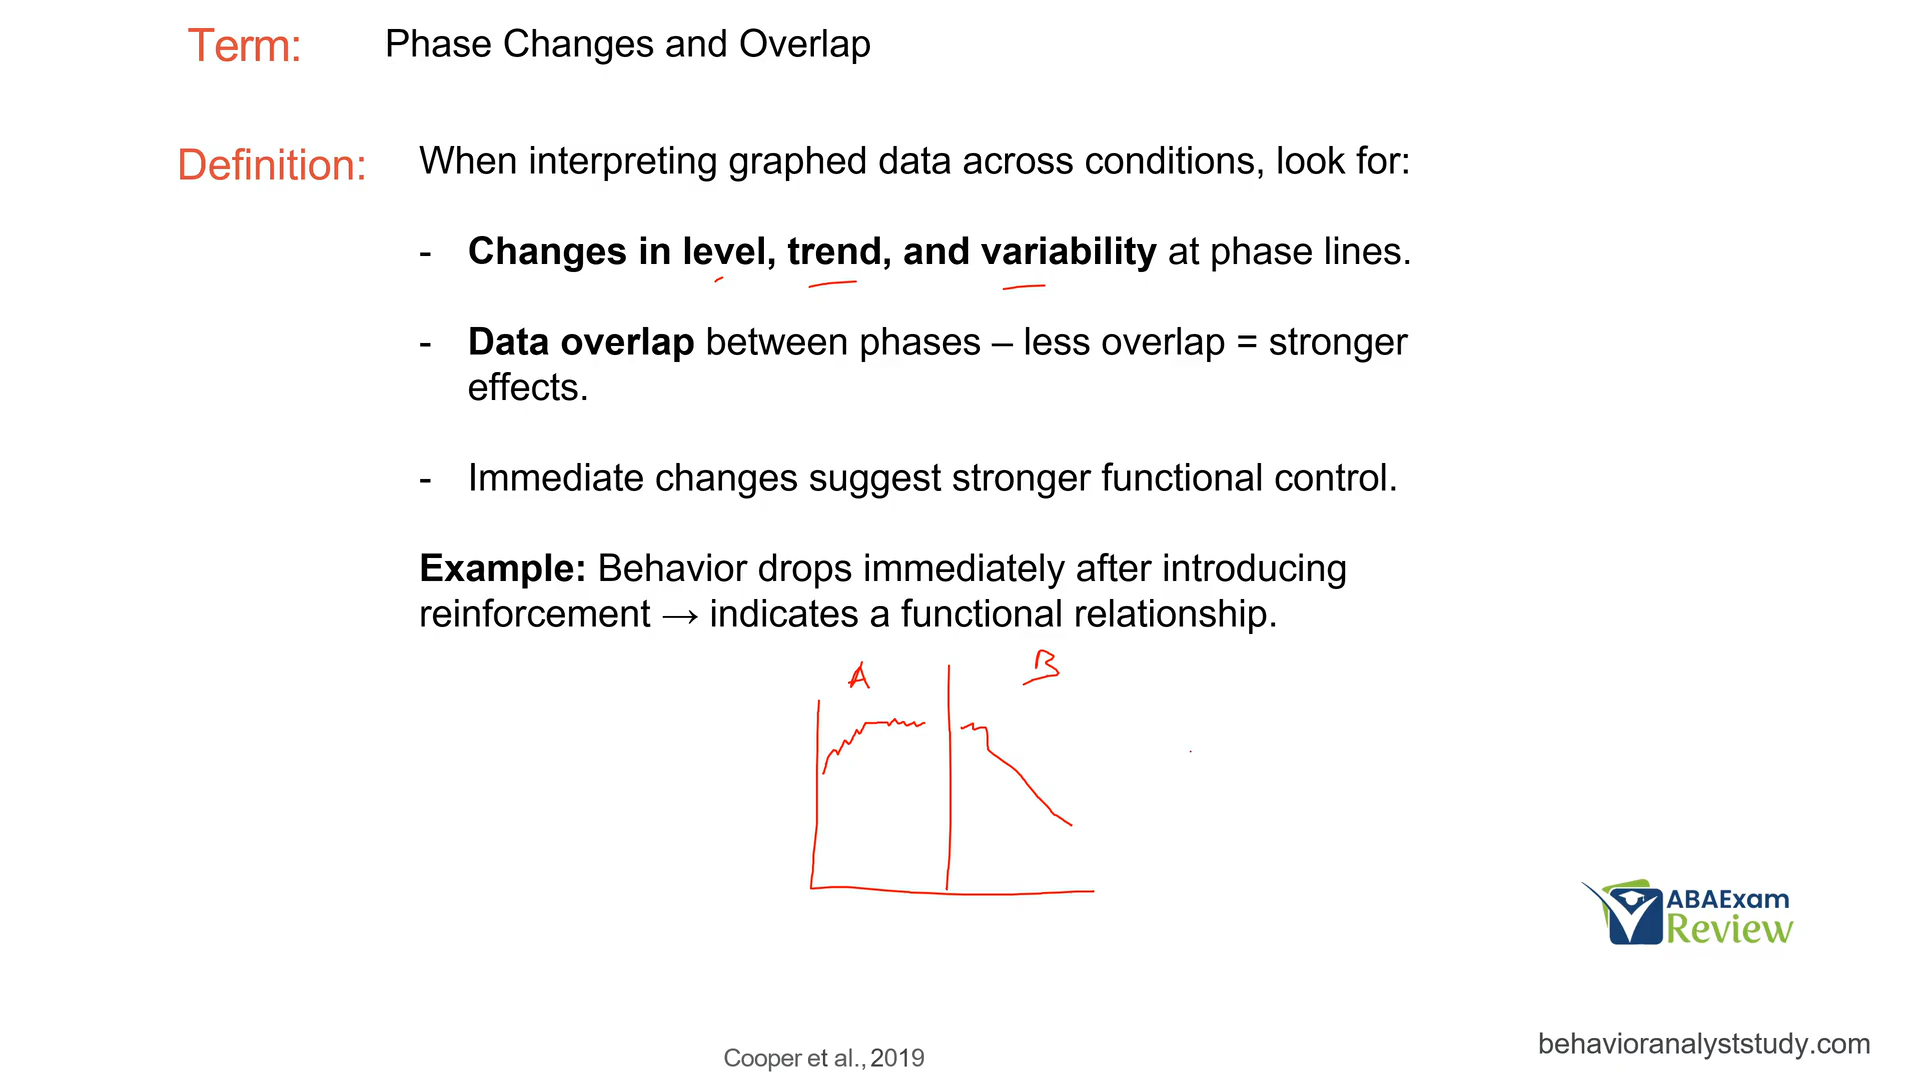 Term: Phase Changes and Overlap
Definition: When interpreting graphed data across conditions, look for:
- Changes in level, trend, and variability at phase lines.
- Data overlap between phases – less overlap = stronger
effects.
- Immediate changes suggest stronger functional control.
Example: Behavior drops immediately after introducing
reinforcement → indicates a functional relationship.
A B
ABAExam
Review
Cooper et al., 2019
behavioranalyststudy.com